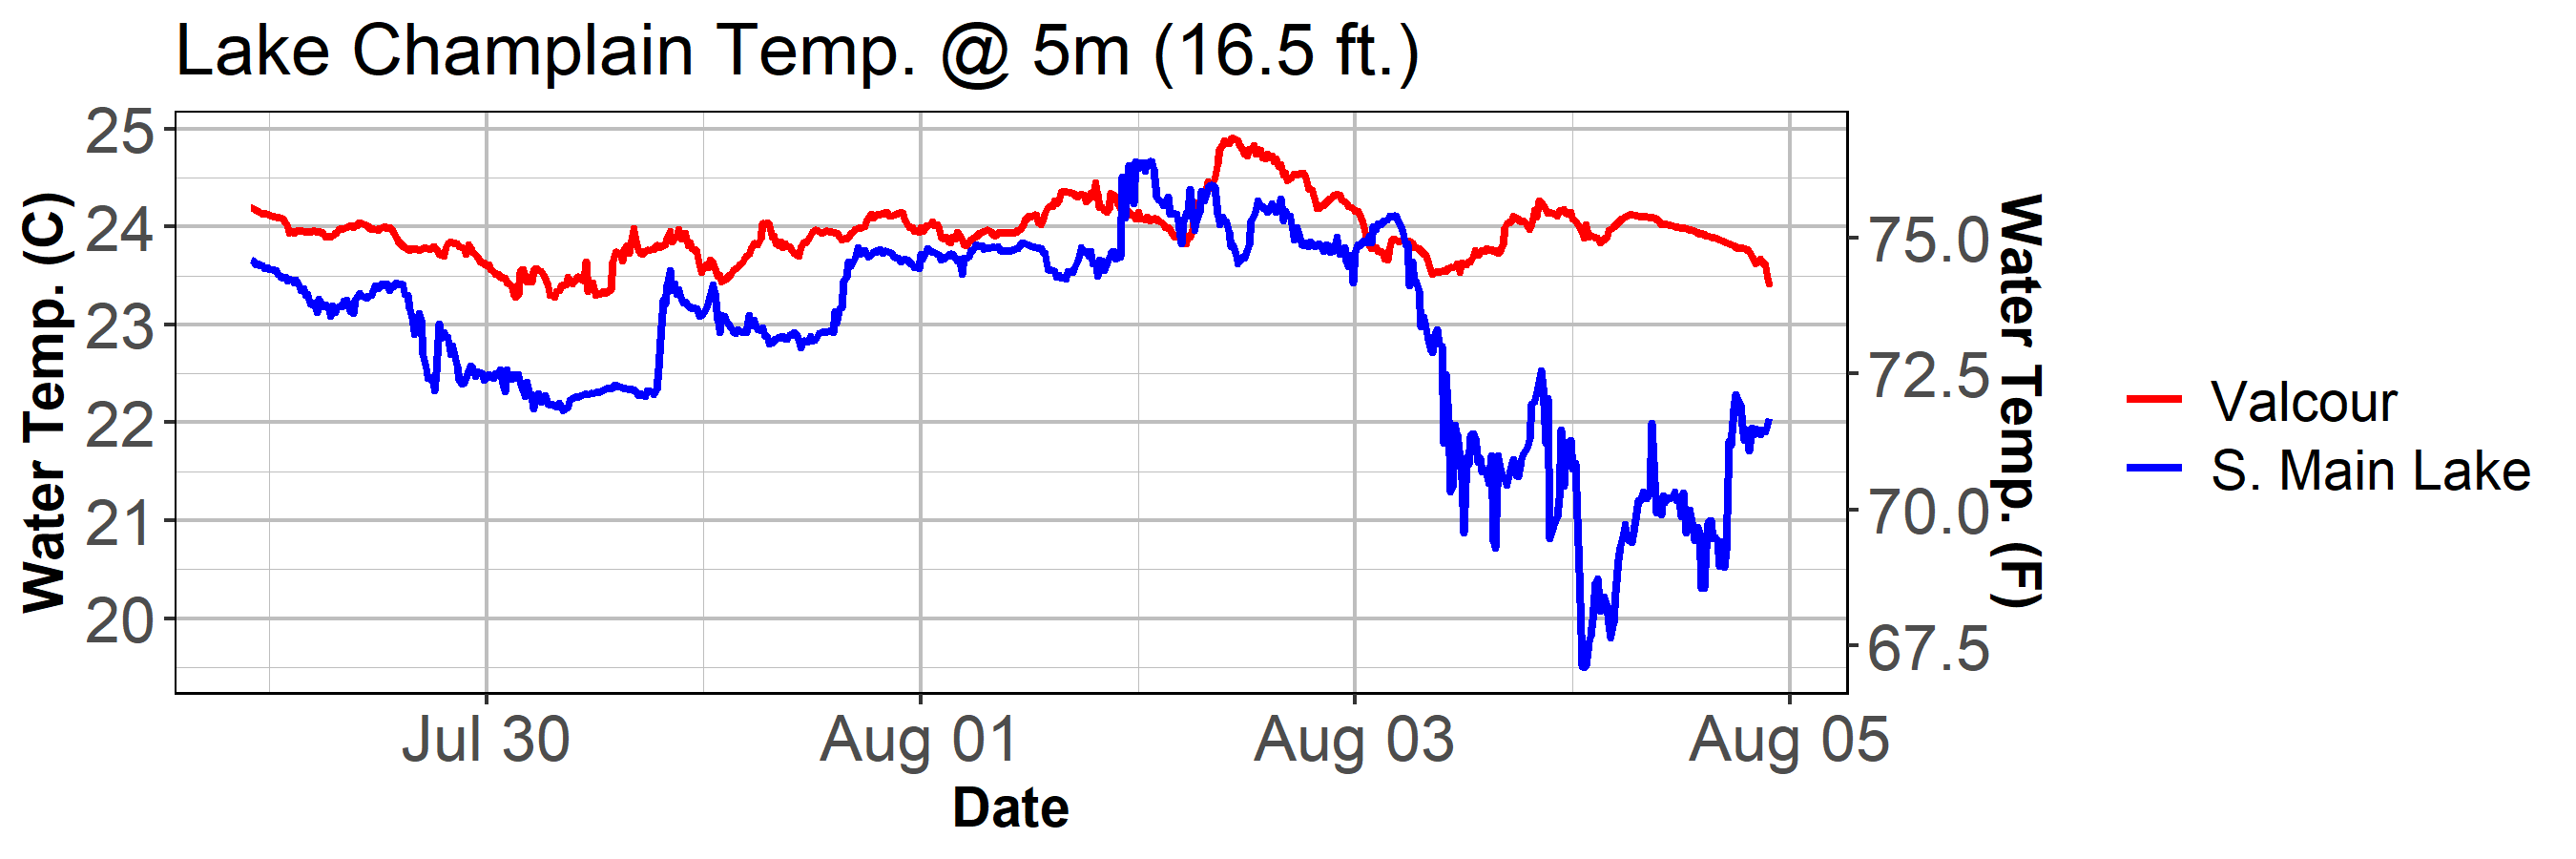 Lake Champlain Temp. @ 5m (16.5 ft.)
Water Temp. (C)
25
24
23
22
21
20
75.0
72.5
70.0
67.5
Water Temp. (F)
Jul 30
Aug 01
Aug 03
Aug 05
Date
Valcour
S. Main Lake